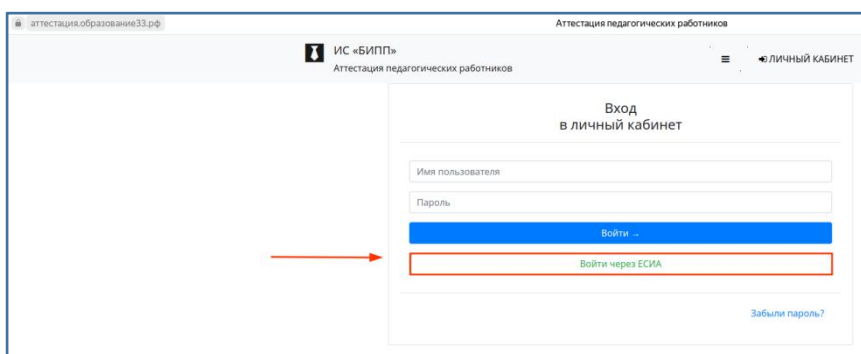 аттестация.образование33.рф
Аттестация педагогических работников
ИС «БИПП»
Аттестация педагогических работников
ЛИЧНЫЙ КАБИНЕТ
Вход
в личный кабинет
Имя пользователя
Пароль
Войти →
Войти через ЕСИА
Забыли пароль?